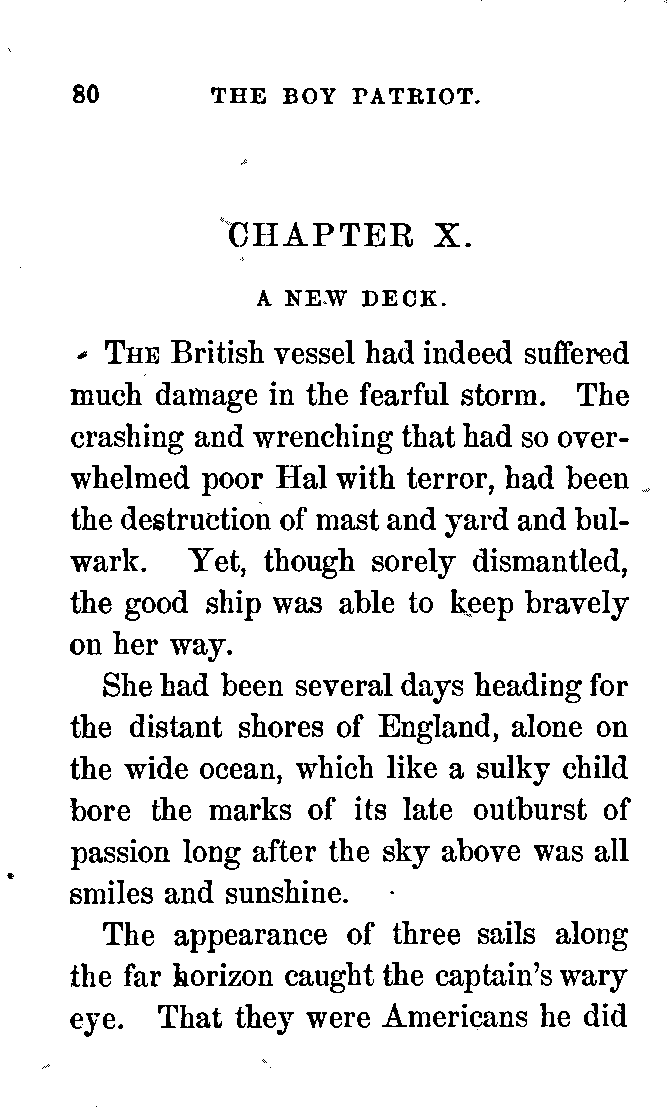 80 THE BOY PATRIOT.
CHAPTER X.
A NEW DECK.
THE British vessel had indeed suffered
much damage in the fearful storm. The
crashing and wrenching that had so over-
whelmed poor Hal with terror, had been
the destruction of mast and yard and bul-
wark. Yet, though sorely dismantled,
the good ship was able to keep bravely
on her way.
She had been several days heading for
the distant shores of England, alone on
the wide ocean, which like a sulky child
bore the marks of its late outburst of
passion long after the sky above was all
smiles and sunshine.
The appearance of three sails along
the far horizon caught the captain's wary
eye. That they were Americans he did